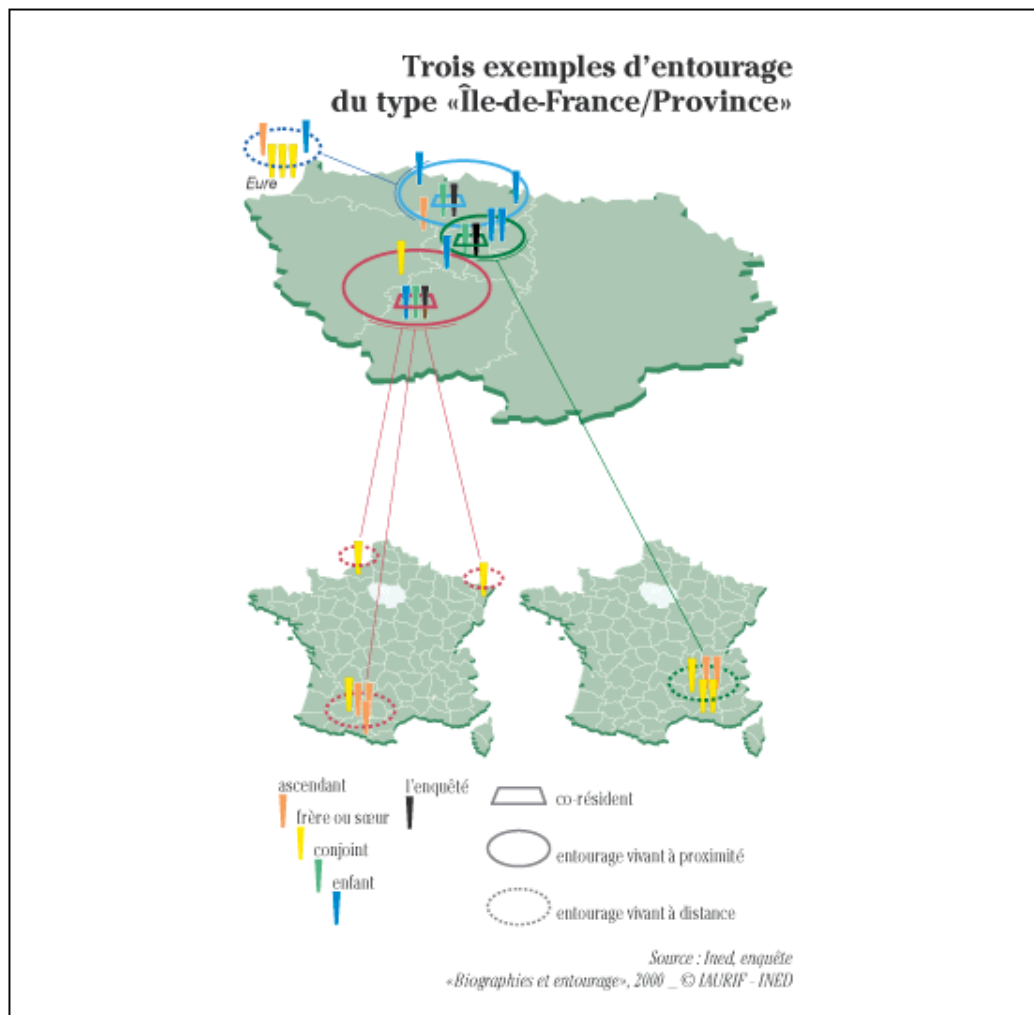 Trois exemples d'entourage
du type «Île-de-France/Province»
Eure
ascendant
l'enquêté
frère ou sœur
conjoint
enfant
co-résident
entourage vivant à proximité
entourage vivant à distance
Source : Ined, enquête
«Biographies et entourage», 2000 _ © IAURIF - INED